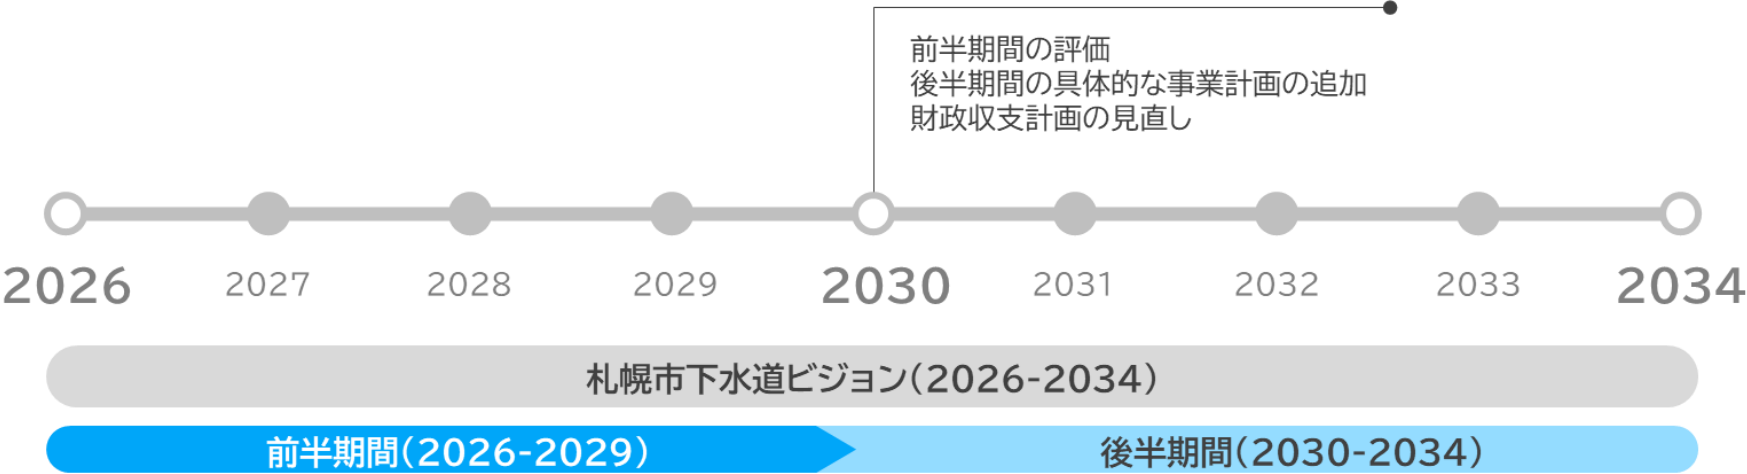 前半期間の評価
後半期間の具体的な事業計画の追加
財政収支計画の見直し
2026 2027 2028 2029 2030 2031 2032 2033 2034
札幌市下水道ビジョン(2026-2034)
前半期間(2026-2029) 後半期間(2030-2034)